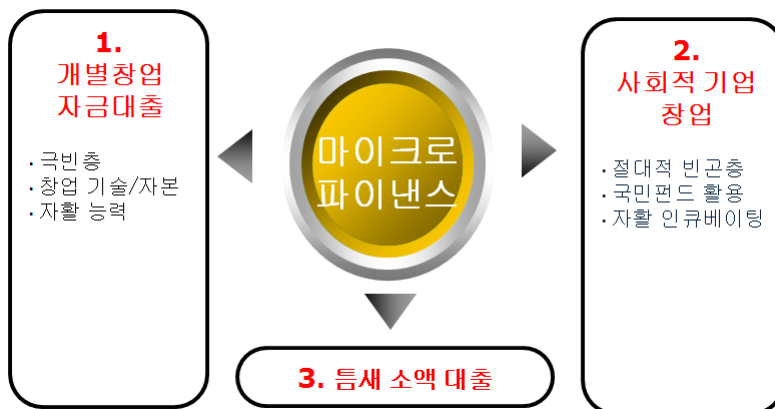 1.
개별창업
자금대출
· 극빈층
· 창업 기술/자본
· 자활 능력
마이크로
파이낸스
2.
사회적 기업
창업
· 절대적 빈곤층
· 국민펀드 활용
· 자활 인큐베이팅
3. 틈새 소액 대출